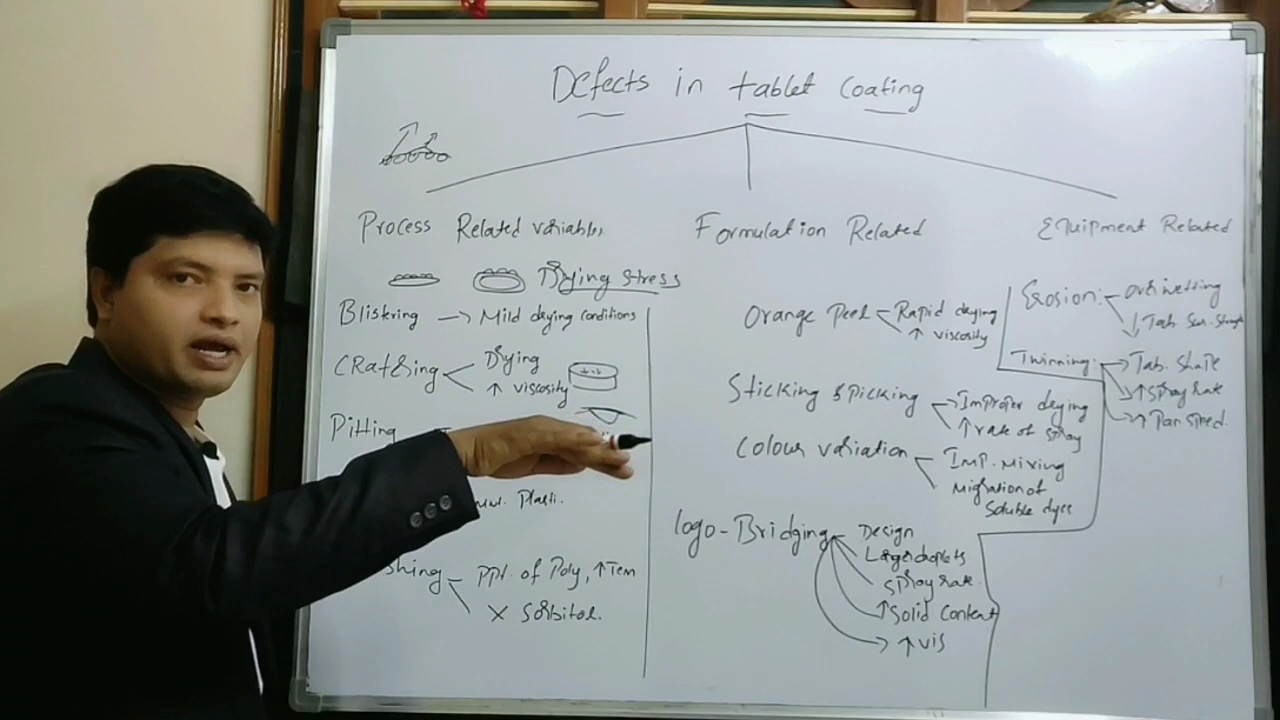 Defects in tablet Coating
Process Related variables
Drying stress
Blistering → Mild drying conditions
CRatering Drying
↑ viscosity
Pitting
Plasti.
shing PPt. of Poly, ↑Tem
X Sorbitol.
Formulation Related
Orange Peel Rapid drying
↑ viscosity
Sticking & picking Improper drying
↑ rate of spray
Colour variation Imp. Mixing
Migration of
Soluble dyes
logo-Bridging Design
Large droplets
Spray rate
↑ Solid Content
↑ vis
Equipment Related
Erosion: overwetting
↓ Tab. Sur. Strength
Twinning: Tab. Shape
↑ Spray Rate
↑ Pan speed.